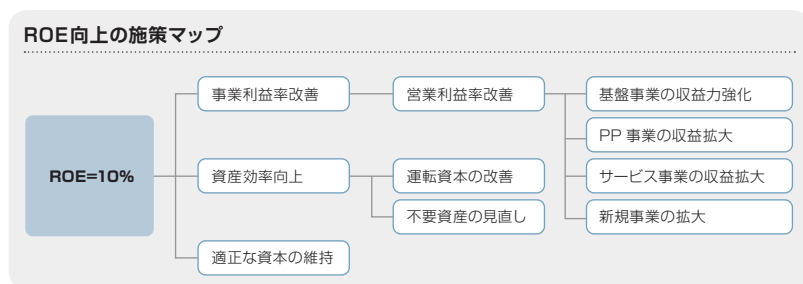 ROE向上の施策マップ
事業利益率改善
営業利益率改善
基盤事業の収益力強化
PP 事業の収益拡大
ROE=10%
資産効率向上
運転資本の改善
サービス事業の収益拡大
不要資産の見直し
新規事業の拡大
適正な資本の維持